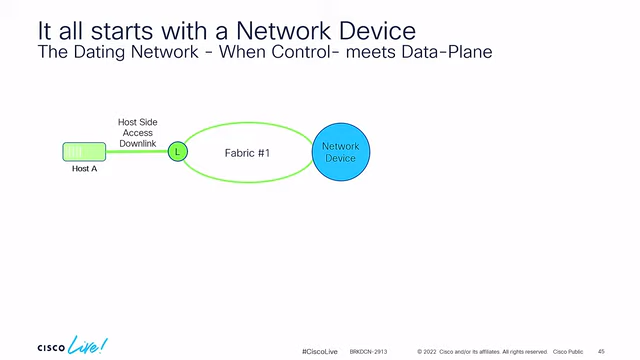 It all starts with a Network Device
The Dating Network - When Control- meets Data-Plane
Host Side
Access
Downlink
L
Fabric #1
Network
Device
Host A
CISCO Live!
#CiscoLive
BRKDCN-2913
© 2022 Cisco and/or its affiliates. All rights reserved. Cisco Public
45